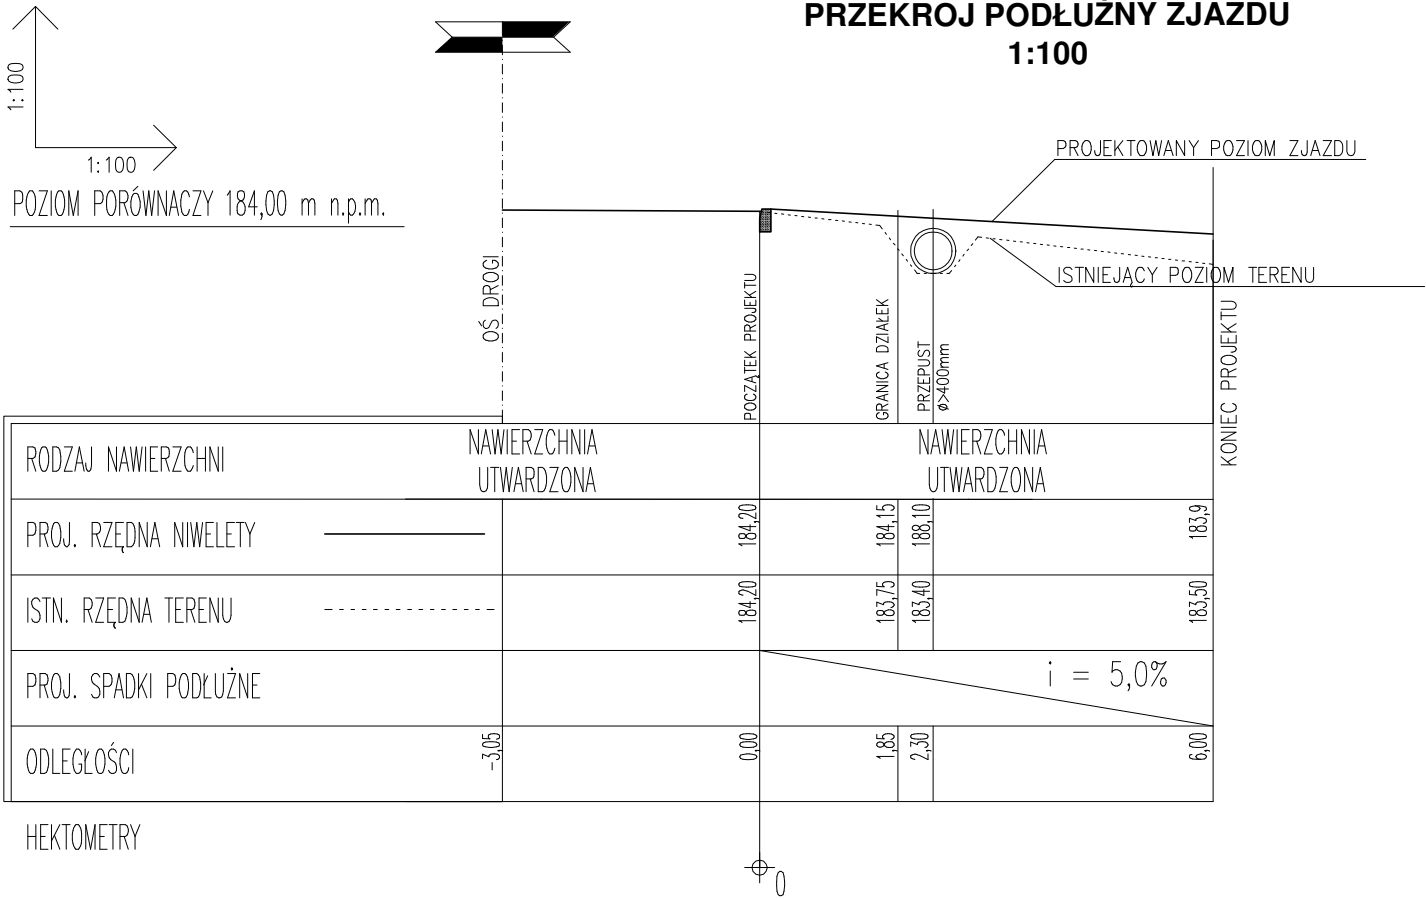 PRZEKRÓJ PODŁUŻNY ZJAZDU
1:100
1:100
1:100
POZIOM PORÓWNACZY 184,00 m n.p.m.
PROJEKTOWANY POZIOM ZJAZDU
ISTNIEJĄCY POZIOM TERENU
OŚ DROGI
POCZĄTEK PROJEKTU
GRANICA DZIAŁEK
PRZEPUST
ø>400mm
KONIEC PROJEKTU
RODZAJ NAWIERZCHNI
NAWIERZCHNIA
UTWARDZONA
NAWIERZCHNIA
UTWARDZONA
PROJ. RZĘDNA NIWELETY
184,20
184,15
188,10
183,9
ISTN. RZĘDNA TERENU
184,20
183,75
183,40
183,50
PROJ. SPADKI PODŁUŻNE
i = 5,0%
ODLEGŁOŚCI
-3,05
0,00
1,85
2,30
6,00
HEKTOMETRY
0